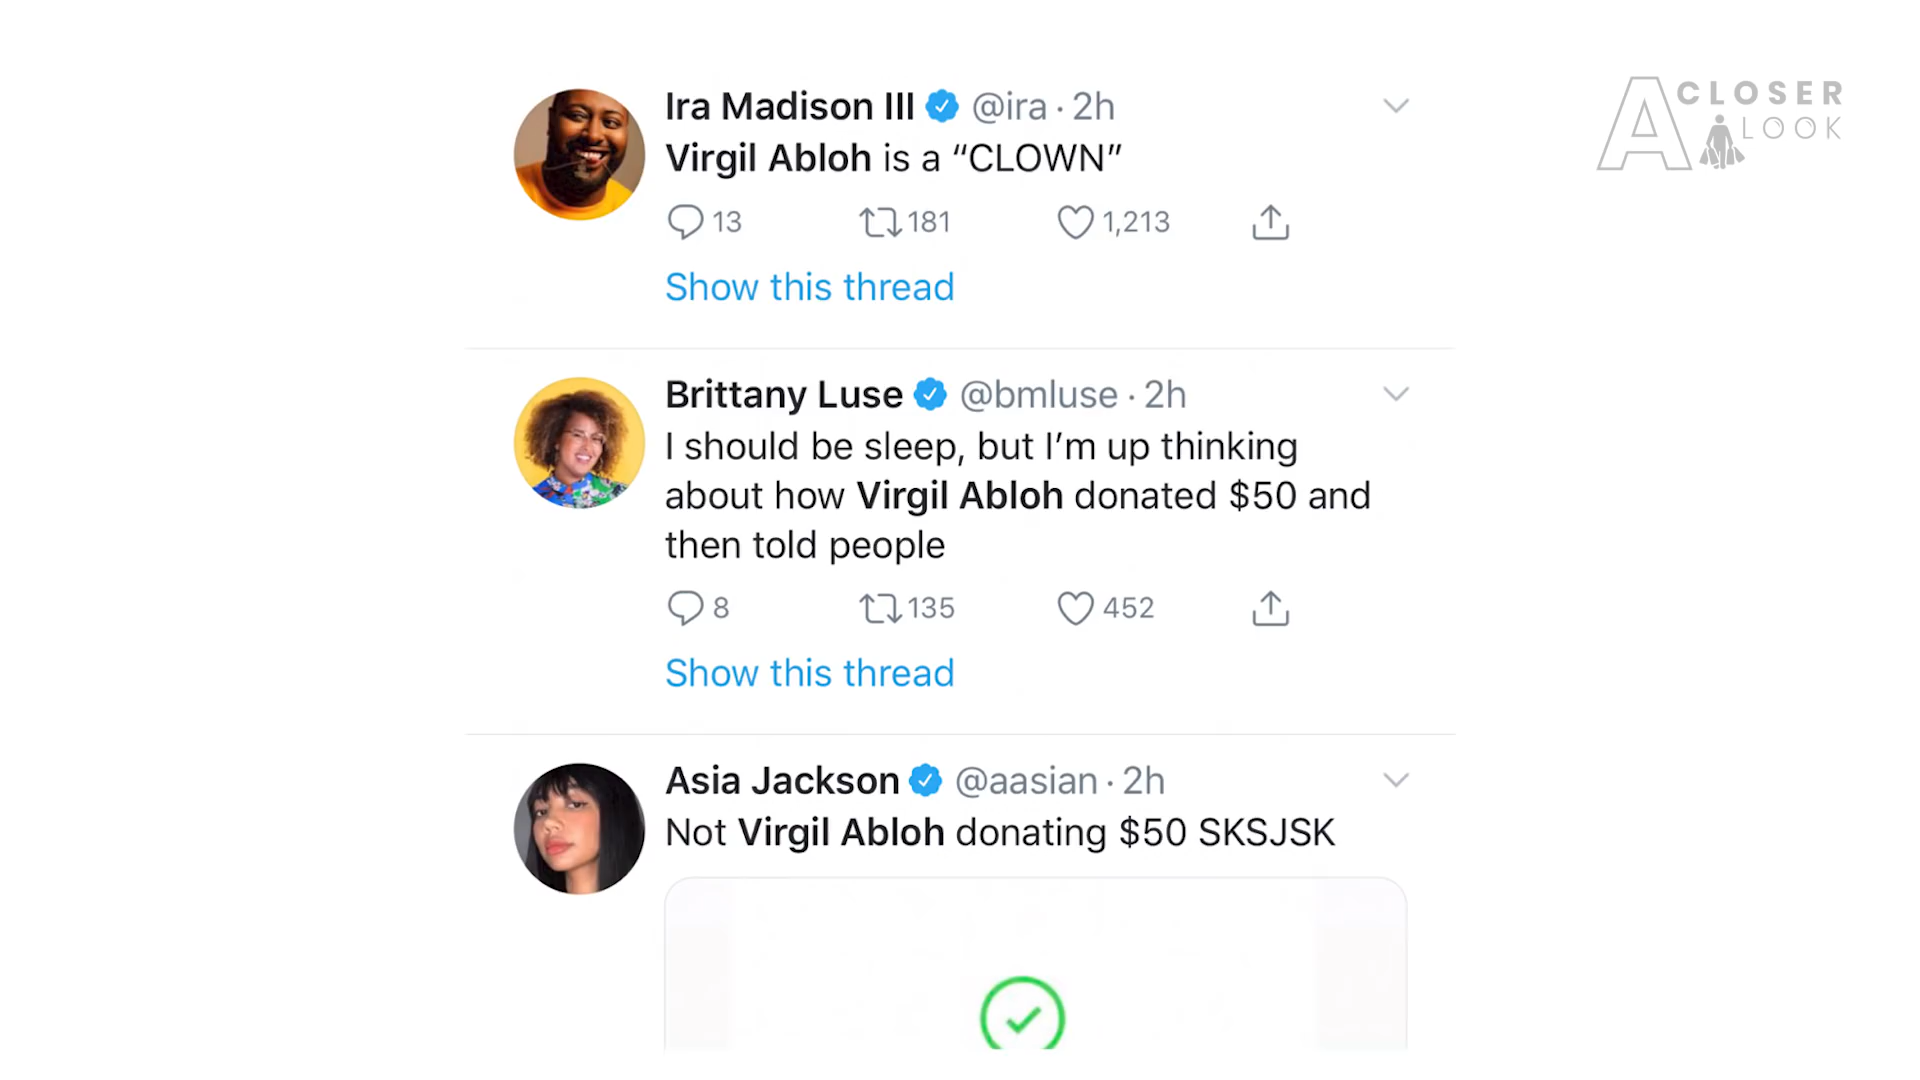 Ira Madison III @ira · 2h
Virgil Abloh is a “CLOWN”
13 181 1,213
Show this thread
Brittany Luse @bmluse · 2h
I should be sleep, but I’m up thinking
about how Virgil Abloh donated $50 and
then told people
8 135 452
Show this thread
Asia Jackson @aasian · 2h
Not Virgil Abloh donating $50 SKSJSK
A CLOSER
LOOK